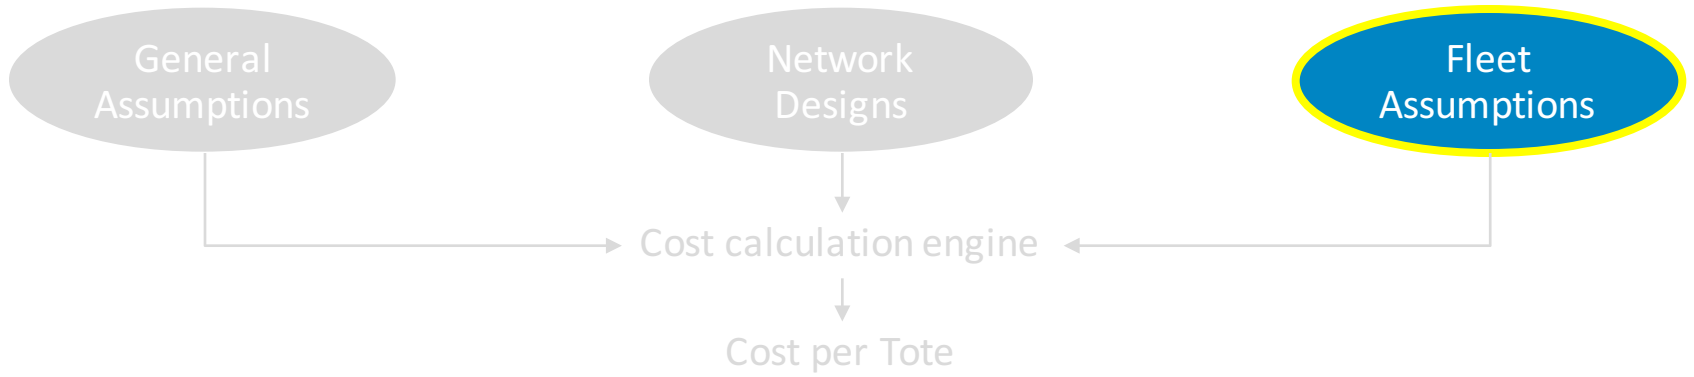 General
Assumptions
Network
Designs
Fleet
Assumptions
Cost calculation engine
Cost per Tote